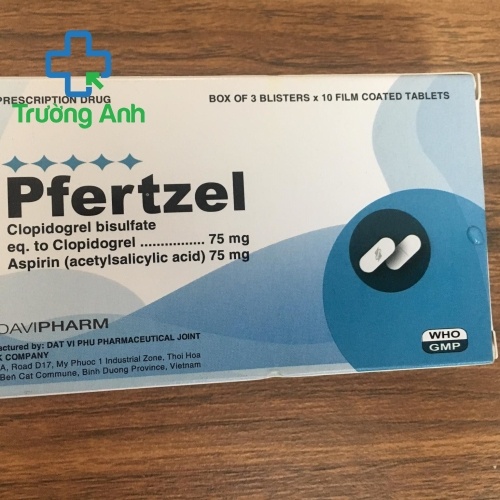 PRESCRIPTION DRUG
BOX OF 3 BLISTERS x 10 FILM COATED TABLETS
Trường Anh
Pfertzel
Clopidogrel bisulfate
eq. to Clopidogrel ................ 75 mg
Aspirin (acetylsalicylic acid) 75 mg
DAVIPHARM
WHO
GMP
factured by: DAT VI PHU PHARMACEUTICAL JOINT
K COMPANY
A, Road D17, My Phuoc 1 Industrial Zone, Thoi Hoa
Ben Cat Commune, Binh Duong Province, Vietnam